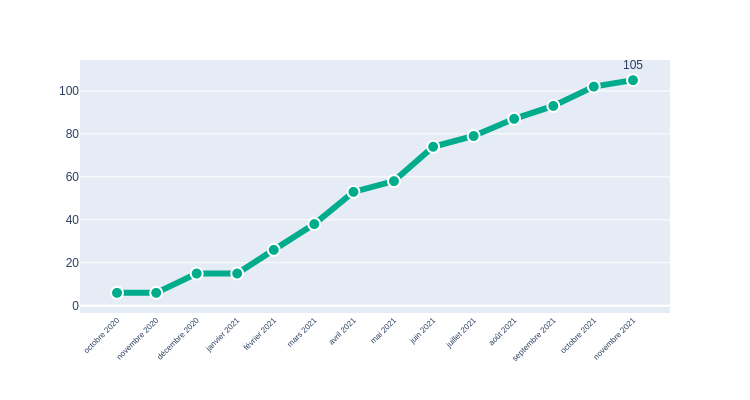 105
100
80
60
40
20
0
octobre 2020
novembre 2020
décembre 2020
janvier 2021
février 2021
mars 2021
avril 2021
mai 2021
juin 2021
juillet 2021
août 2021
septembre 2021
octobre 2021
novembre 2021